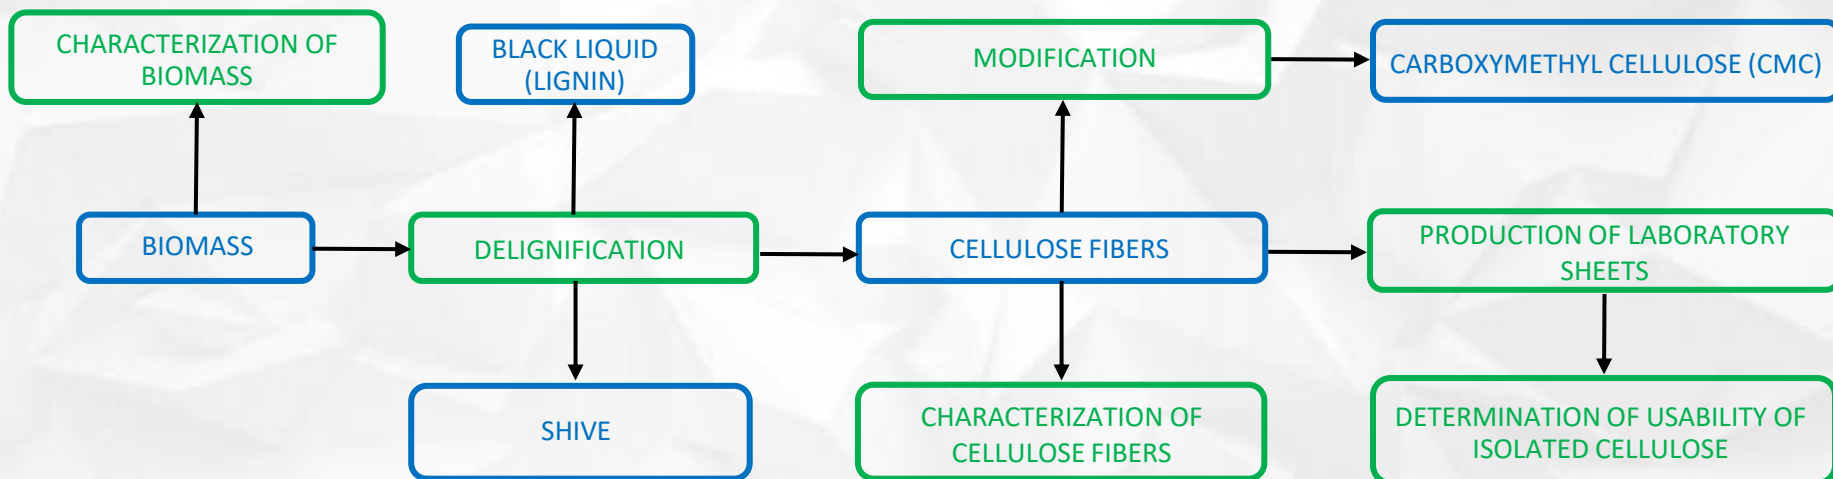 CHARACTERIZATION OF
BIOMASS
BLACK LIQUID
(LIGNIN)
MODIFICATION
CARBOXYMETHYL CELLULOSE (CMC)
BIOMASS
DELIGNIFICATION
CELLULOSE FIBERS
PRODUCTION OF LABORATORY
SHEETS
SHIVE
CHARACTERIZATION OF
CELLULOSE FIBERS
DETERMINATION OF USABILITY OF
ISOLATED CELLULOSE